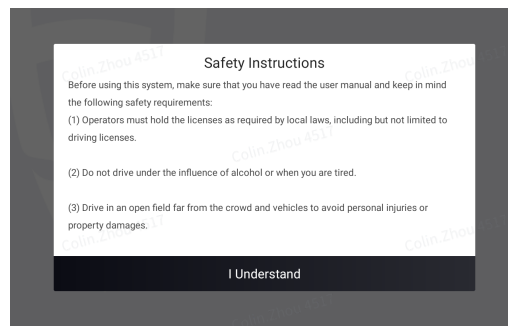 Safety Instructions
Before using this system, make sure that you have read the user manual and keep in mind
the following safety requirements:
(1) Operators must hold the licenses as required by local laws, including but not limited to
driving licenses.
(2) Do not drive under the influence of alcohol or when you are tired.
(3) Drive in an open field far from the crowd and vehicles to avoid personal injuries or
property damages.
I Understand
Colin.Zhou 4517
Colin.Zhou 4517
Colin.Zhou 4517
Colin.Zhou 4517
Colin.Zhou 4517
Colin.Zhou 4517